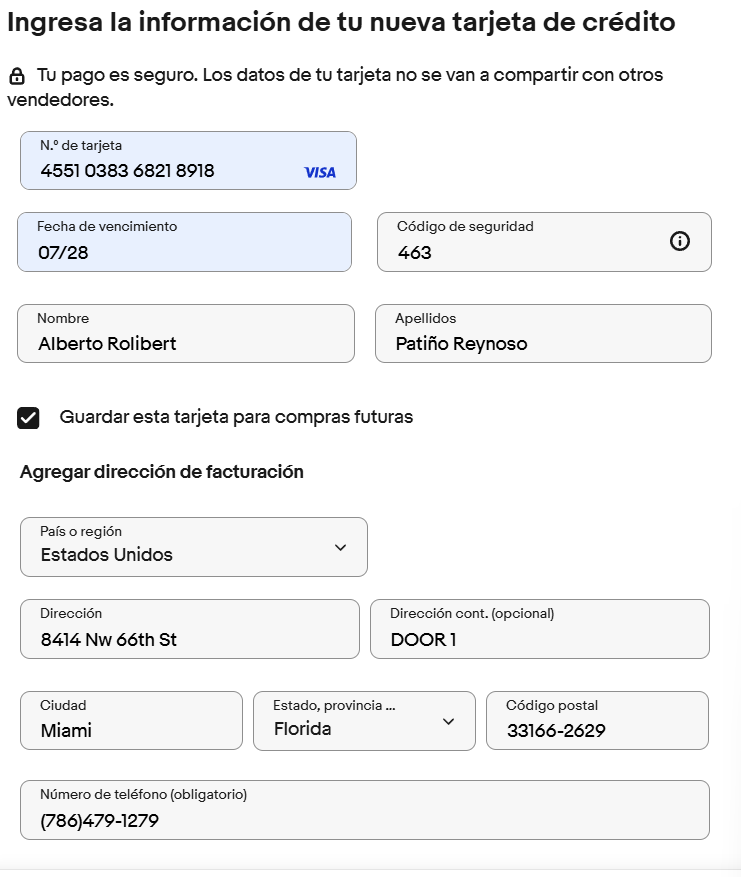 Ingresa la información de tu nueva tarjeta de crédito
Tu pago es seguro. Los datos de tu tarjeta no se van a compartir con otros
vendedores.
N.º de tarjeta
4551 0383 6821 8918 VISA
Fecha de vencimiento
07/28
Código de seguridad
463
Nombre
Alberto Rolibert
Apellidos
Patiño Reynoso
Guardar esta tarjeta para compras futuras
Agregar dirección de facturación
País o región
Estados Unidos
Dirección
8414 Nw 66th St
Dirección cont. (opcional)
DOOR 1
Ciudad
Miami
Estado, provincia ...
Florida
Código postal
33166-2629
Número de teléfono (obligatorio)
(786)479-1279